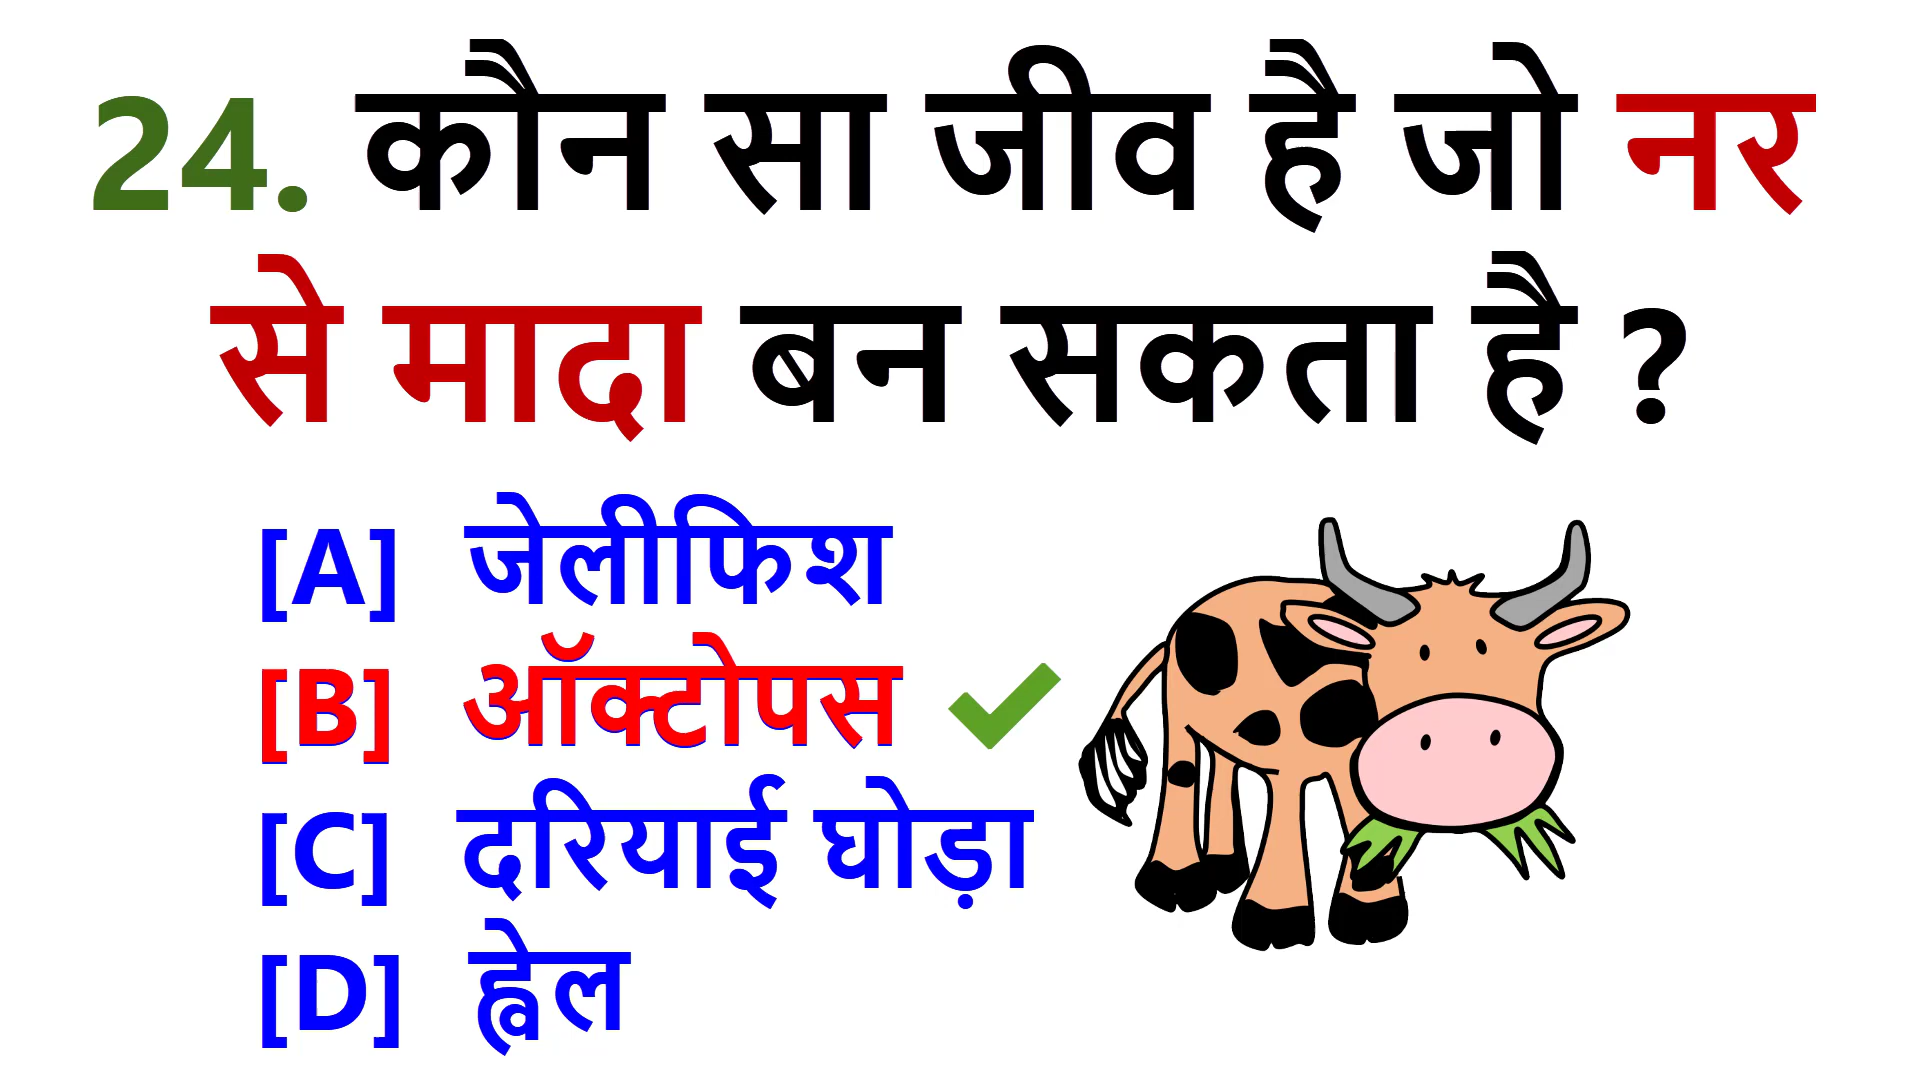 24. कौन सा जीव है जो नर
से मादा बन सकता है ?
[A] जेलीफिश
[B] ऑक्टोपस
[C] दरियाई घोड़ा
[D] ह्वेल